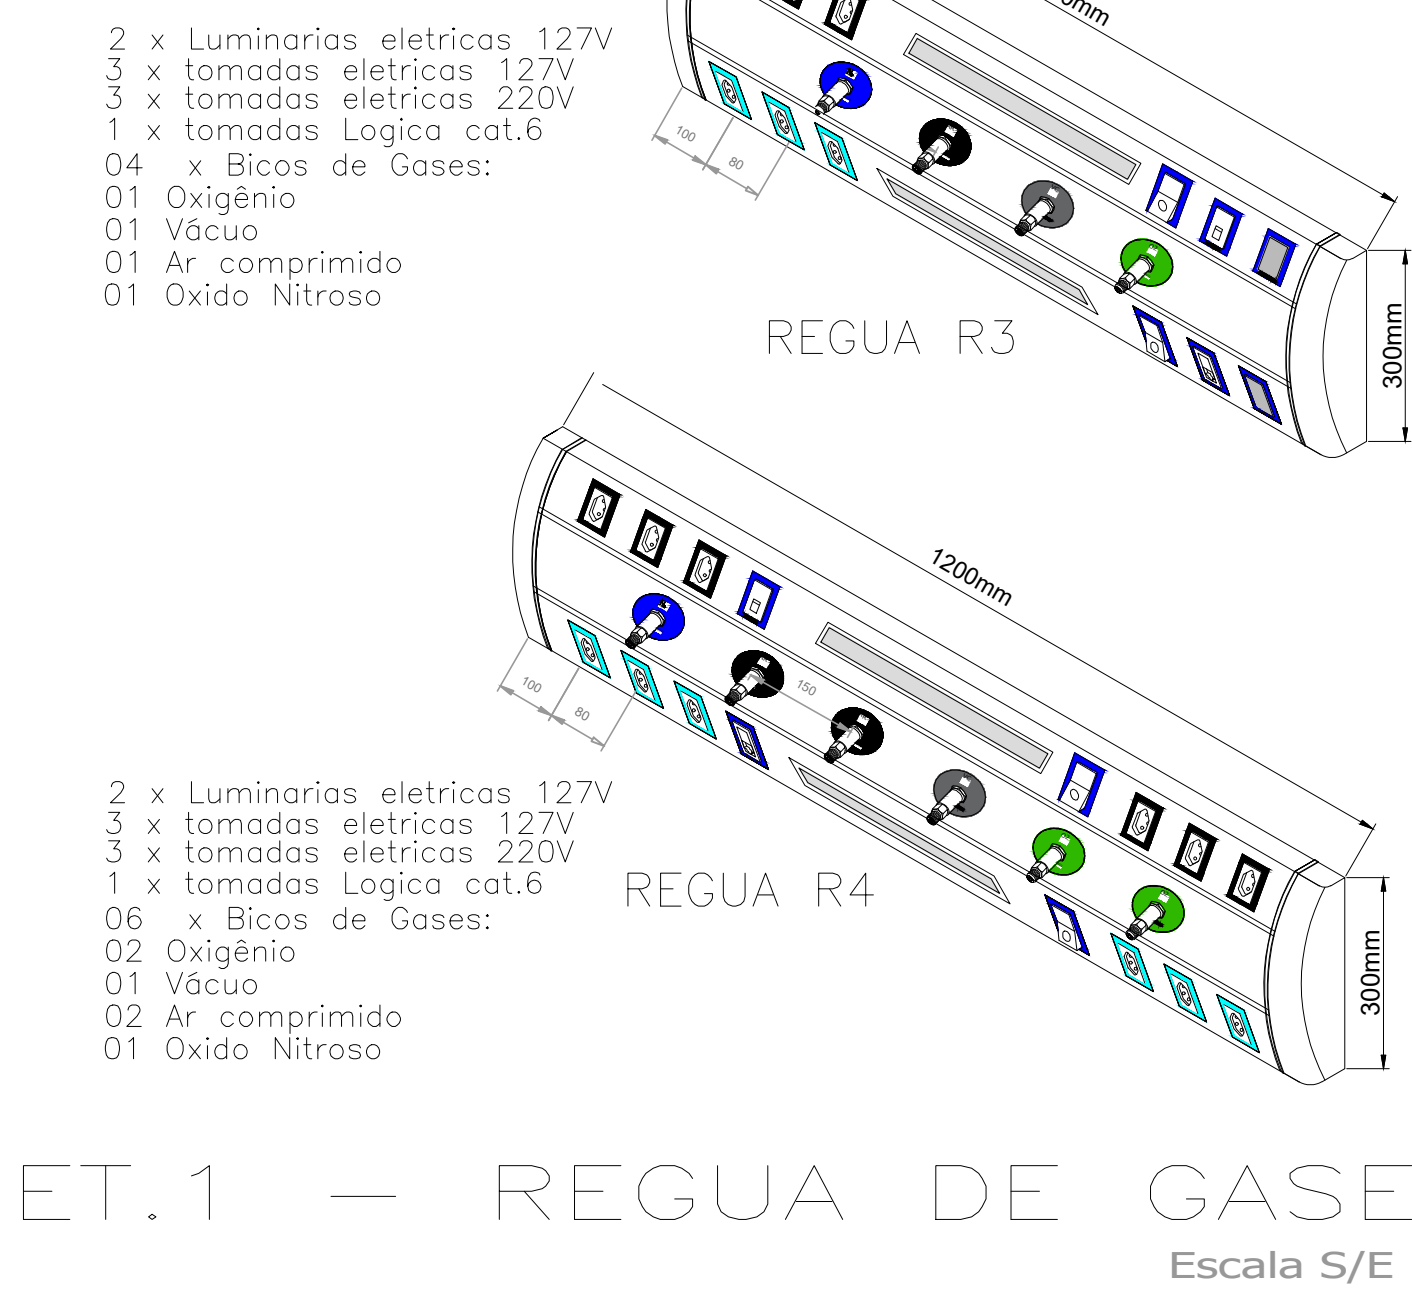 2 x Luminarias eletricas 127V
3 x tomadas eletricas 127V
3 x tomadas eletricas 220V
1 x tomadas Logica cat.6
04 x Bicos de Gases:
01 Oxigênio
01 Vácuo
01 Ar comprimido
01 Oxido Nitroso
100
80
REGUA R3
300mm
1200mm
150
100
80
2 x Luminarias eletricas 127V
3 x tomadas eletricas 127V
3 x tomadas eletricas 220V
1 x tomadas Logica cat.6
06 x Bicos de Gases:
02 Oxigênio
01 Vácuo
02 Ar comprimido
01 Oxido Nitroso
REGUA R4
300mm
ET.1 — REGUA DE GASE
Escala S/E